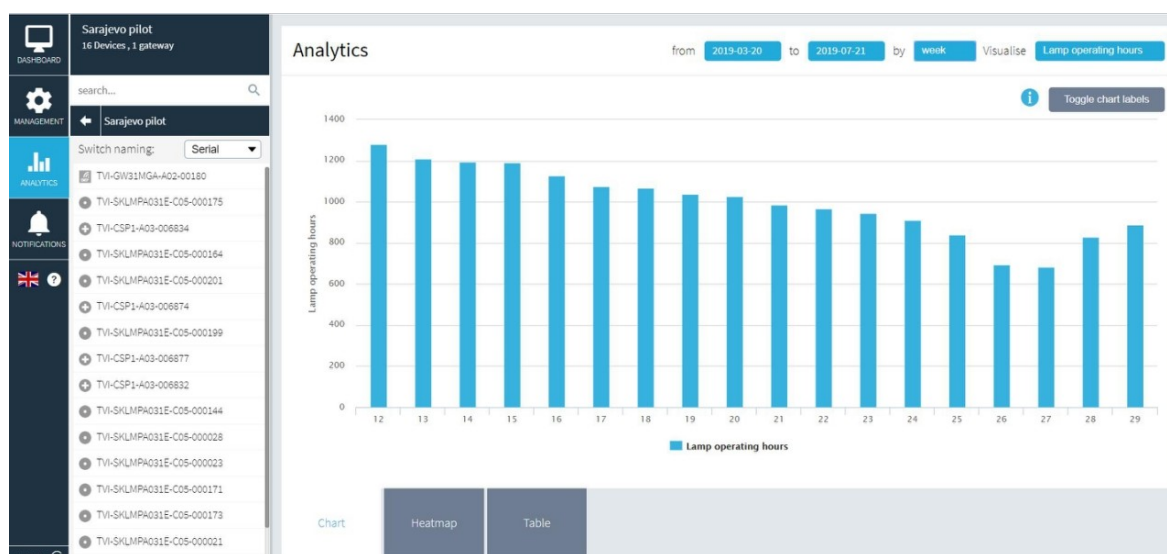 DASHBOARD
MANAGEMENT
ANALYTICS
NOTIFICATIONS
?
Sarajevo pilot
16 Devices , 1 gateway
search...
Sarajevo pilot
Switch naming: Serial
TVI-GW31MGA-A02-00180
TVI-SKLMPA031E-C05-000175
TVI-CSP1-A03-006834
TVI-SKLMPA031E-C05-000164
TVI-SKLMPA031E-C05-000201
TVI-CSP1-A03-006874
TVI-SKLMPA031E-C05-000199
TVI-CSP1-A03-006877
TVI-CSP1-A03-006832
TVI-SKLMPA031E-C05-000144
TVI-SKLMPA031E-C05-000028
TVI-SKLMPA031E-C05-000023
TVI-SKLMPA031E-C05-000171
TVI-SKLMPA031E-C05-000173
TVI-SKLMPA031E-C05-000021
Analytics
from 2019-03-20 to 2019-07-21 by week Visualise Lamp operating hours
i Toggle chart labels
Lamp operating hours
1400
1200
1000
800
600
400
200
0
12 13 14 15 16 17 18 19 20 21 22 23 24 25 26 27 28 29
Lamp operating hours
Chart Heatmap Table